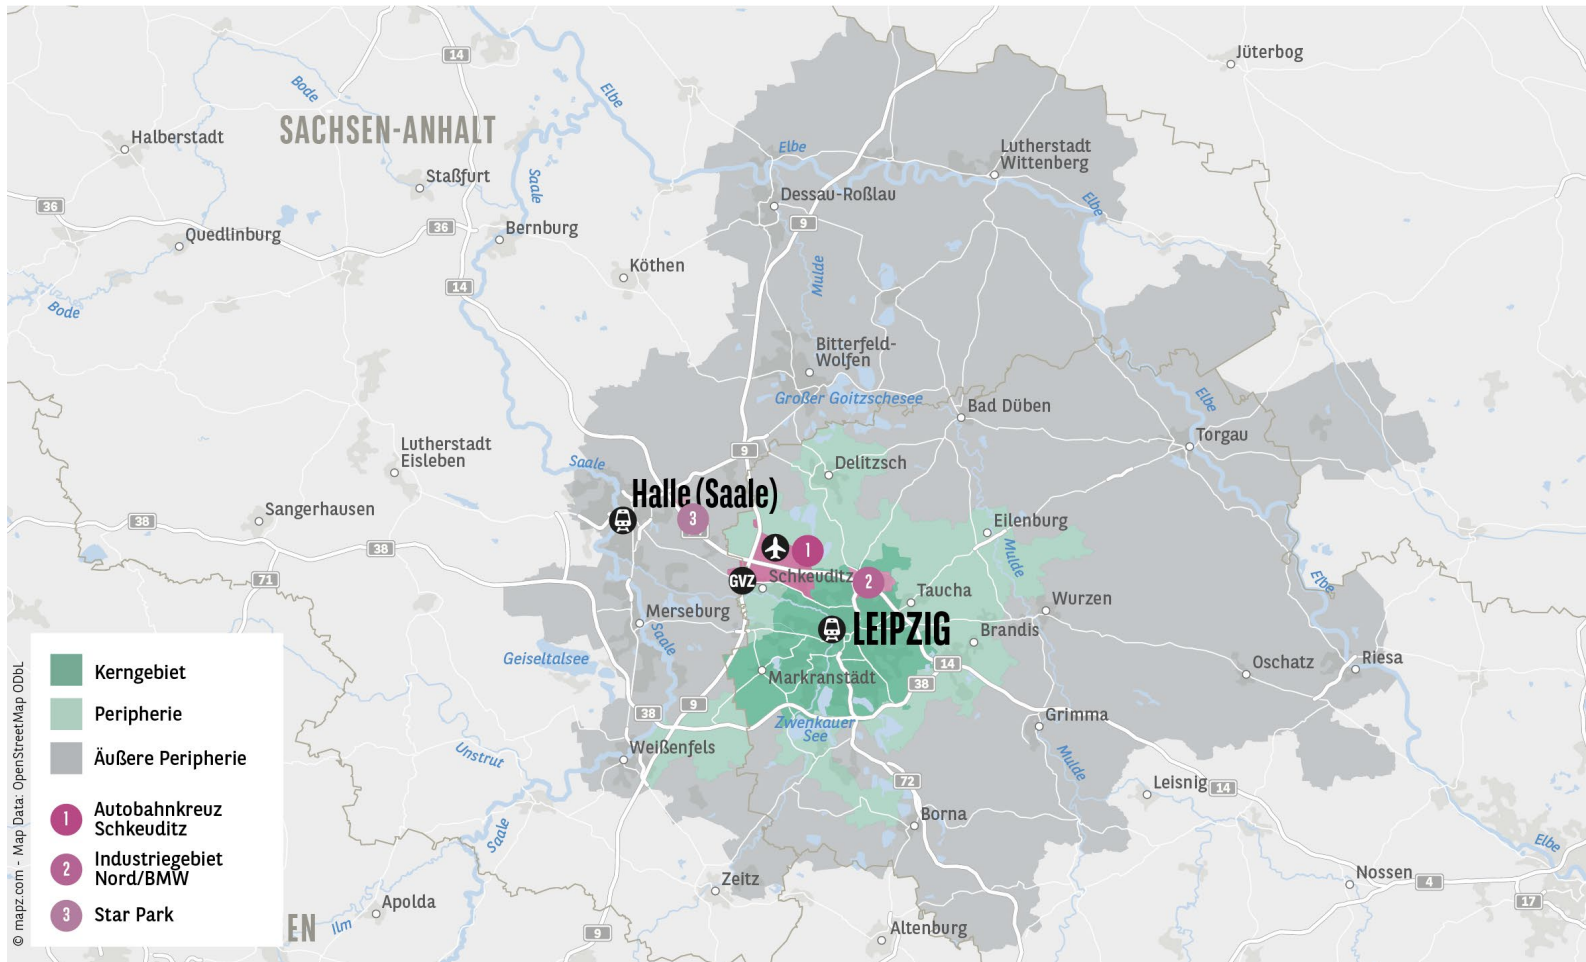 Jüterbog
14
Bode
Elbe
SACHSEN-ANHALT
Halberstadt
Elbe
Lutherstadt
Wittenberg
Staßfurt
Saale
Dessau-Roßlau
Elbe
36
36
9
Quedlinburg
Bernburg
Köthen
Mulde
14
Bode
Bitterfeld-
Wolfen
Großer Goitzschesee
Bad Düben
Elbe
Torgau
Lutherstadt
Eisleben
9
Saale
Delitzsch
Halle (Saale)
Sangerhausen
38
3
Eilenburg
38
1
Mulde
71
GVZ
Schkeuditz
2
Taucha
Elbe
Wurzen
Merseburg
LEIPZIG
Brandis
Saale
Geiseltalsee
14
Oschatz
Riesa
Markranstädt
38
9
38
Grimma
Zwenkauer
See
Weißenfels
Unstrut
Mulde
72
Leisnig
14
Borna
Saale
Elbe
Zeitz
Nossen
4
Apolda
17
EN
Ilm
9
Altenburg
Kerngebiet
Peripherie
Äußere Peripherie
1
Autobahnkreuz
Schkeuditz
2
Industriegebiet
Nord/BMW
3
Star Park
© mapz.com - Map Data: OpenStreetMap ODbL